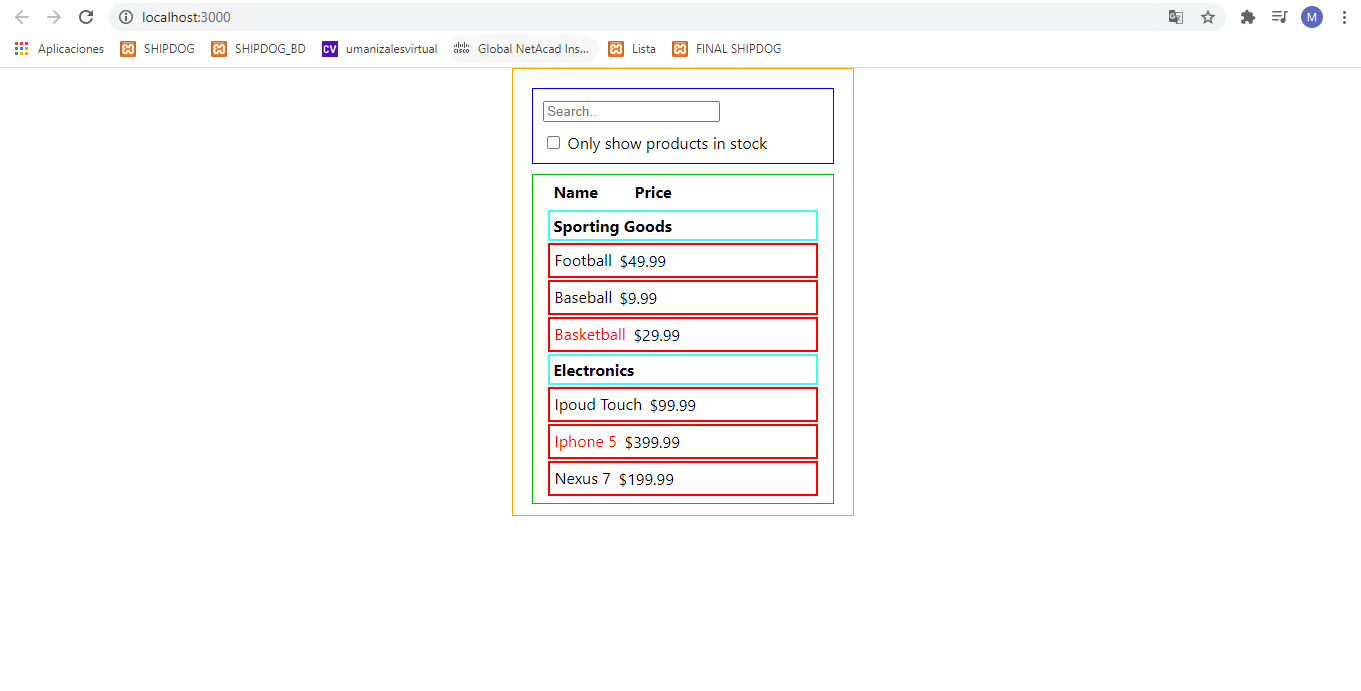 localhost:3000
M
Aplicaciones SHIPDOG SHIPDOG_BD CV umanizalesvirtual cisco Global NetAcad Ins... Lista FINAL SHIPDOG
Search..
Only show products in stock
Name Price
Sporting Goods
Football $49.99
Baseball $9.99
Basketball $29.99
Electronics
Ipoud Touch $99.99
Iphone 5 $399.99
Nexus 7 $199.99